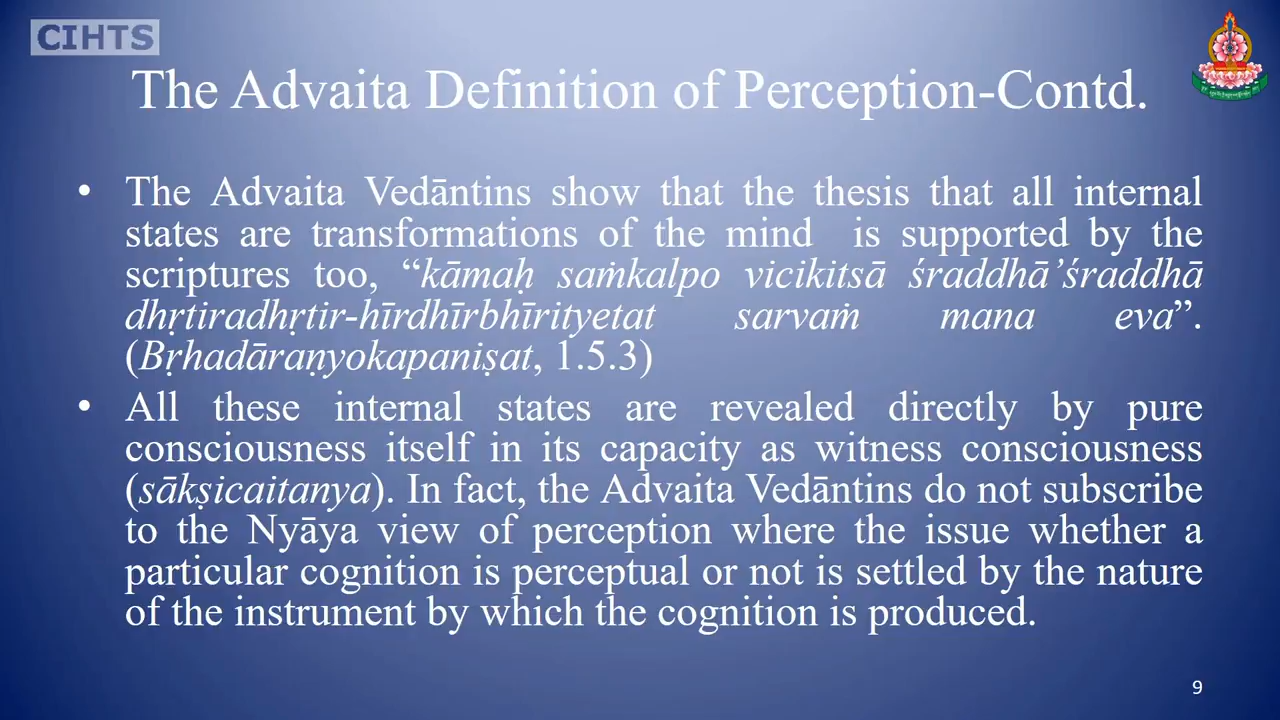 CIHTS
The Advaita Definition of Perception-Contd.
• The Advaita Vedāntins show that the thesis that all internal
states are transformations of the mind is supported by the
scriptures too, “kāmaḥ saṁkalpo vicikitsā śraddhā’śraddhā
dhṛtiradhṛtir-hīrdhīrbhīrityetat sarvaṁ mana eva”.
(Bṛhadāraṇyokapaniṣat, 1.5.3)
• All these internal states are revealed directly by pure
consciousness itself in its capacity as witness consciousness
(sākṣicaitanya). In fact, the Advaita Vedāntins do not subscribe
to the Nyāya view of perception where the issue whether a
particular cognition is perceptual or not is settled by the nature
of the instrument by which the cognition is produced.
9